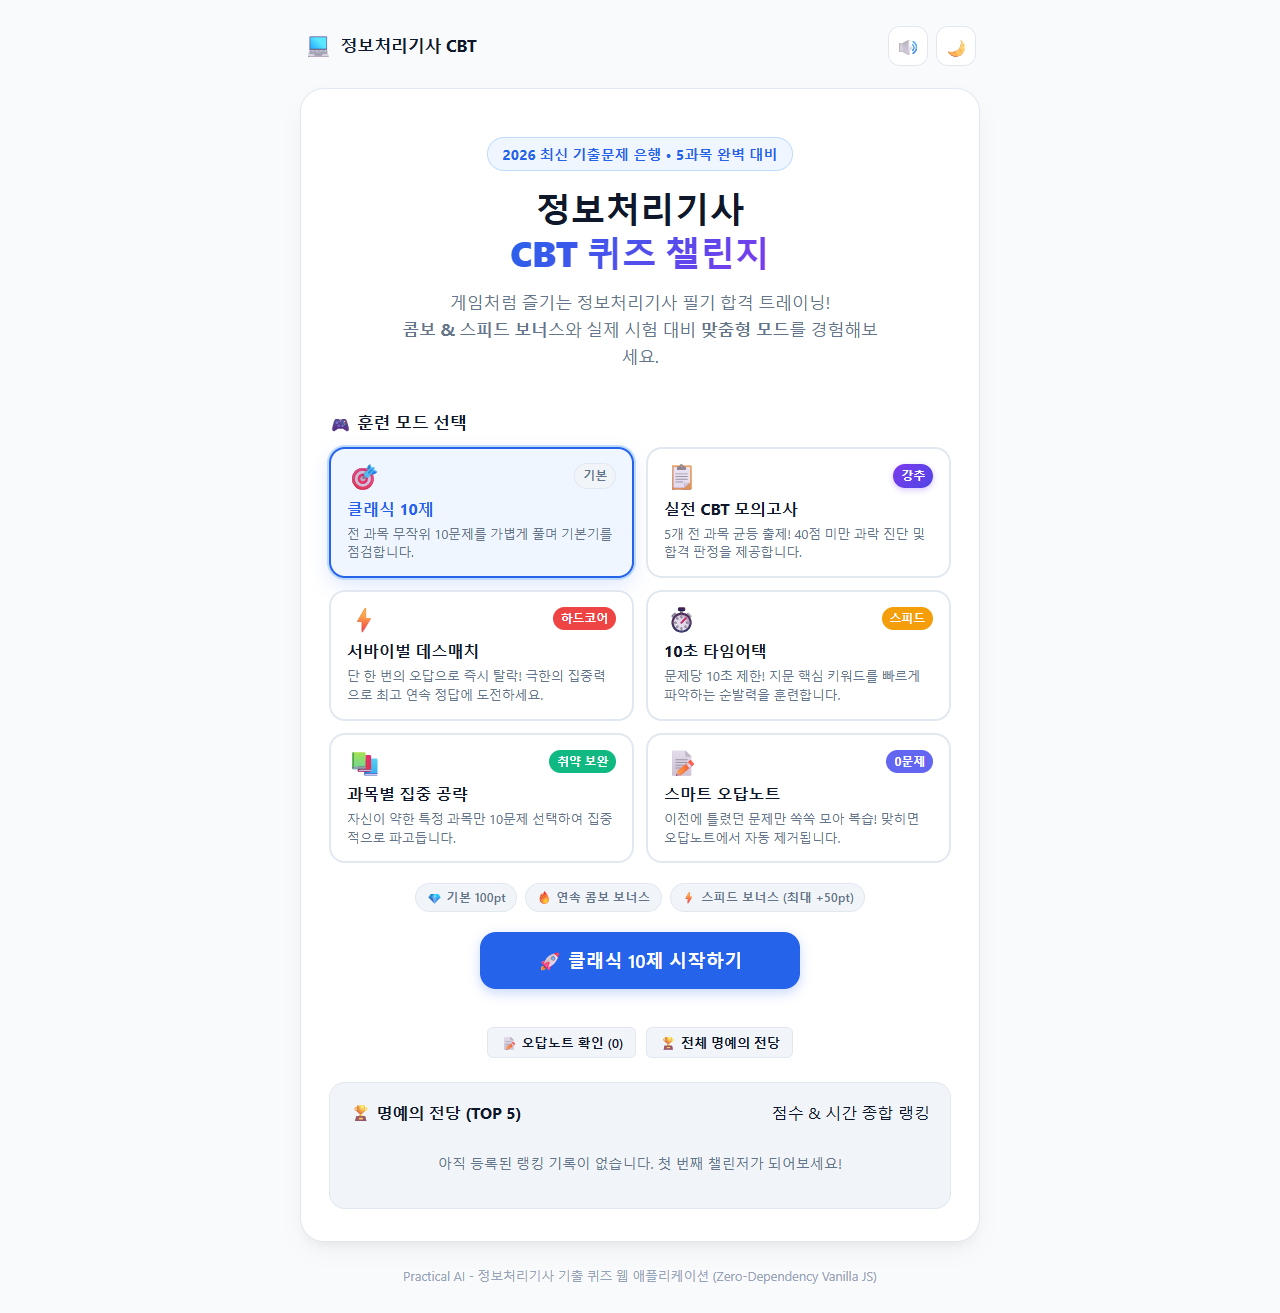 정보처리기사 CBT
2026 최신 기출문제 은행 • 5과목 완벽 대비
정보처리기사
CBT 퀴즈 챌린지
게임처럼 즐기는 정보처리기사 필기 합격 트레이닝!
콤보 & 스피드 보너스와 실제 시험 대비 맞춤형 모드를 경험해보
세요.
훈련 모드 선택
기본
클래식 10제
전 과목 무작위 10문제를 가볍게 풀며 기본기를
점검합니다.
강추
실전 CBT 모의고사
5개 전 과목 균등 출제! 40점 미만 과락 진단 및
합격 판정을 제공합니다.
하드코어
서바이벌 데스매치
단 한 번의 오답으로 즉시 탈락! 극한의 집중력
으로 최고 연속 정답에 도전하세요.
스피드
10초 타임어택
문제당 10초 제한! 지문 핵심 키워드를 빠르게
파악하는 순발력을 훈련합니다.
취약 보완
과목별 집중 공략
자신이 약한 특정 과목만 10문제 선택하여 집중
적으로 파고듭니다.
0문제
스마트 오답노트
이전에 틀렸던 문제만 쏙쏙 모아 복습! 맞히면
오답노트에서 자동 제거됩니다.
기본 100pt
연속 콤보 보너스
스피드 보너스 (최대 +50pt)
클래식 10제 시작하기
오답노트 확인 (0)
전체 명예의 전당
명예의 전당 (TOP 5)
점수 & 시간 종합 랭킹
아직 등록된 랭킹 기록이 없습니다. 첫 번째 챌린저가 되어보세요!
Practical AI - 정보처리기사 기출 퀴즈 웹 애플리케이션 (Zero-Dependency Vanilla JS)